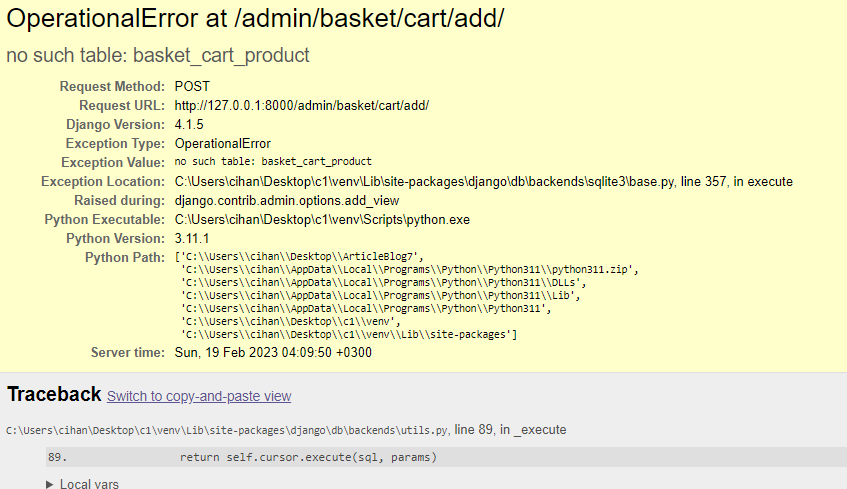 OperationalError at /admin/basket/cart/add/
no such table: basket_cart_product
Request Method: POST
Request URL: http://127.0.0.1:8000/admin/basket/cart/add/
Django Version: 4.1.5
Exception Type: OperationalError
Exception Value: no such table: basket_cart_product
Exception Location: C:\Users\cihan\Desktop\c1\venv\Lib\site-packages\django\db\backends\sqlite3\base.py, line 357, in execute
Raised during: django.contrib.admin.options.add_view
Python Executable: C:\Users\cihan\Desktop\c1\venv\Scripts\python.exe
Python Version: 3.11.1
Python Path: ['C:\\Users\\cihan\\Desktop\\ArticleBlog7',
'C:\\Users\\cihan\\AppData\\Local\\Programs\\Python\\Python311\\python311.zip',
'C:\\Users\\cihan\\AppData\\Local\\Programs\\Python\\Python311\\DLLs',
'C:\\Users\\cihan\\AppData\\Local\\Programs\\Python\\Python311\\Lib',
'C:\\Users\\cihan\\AppData\\Local\\Programs\\Python\\Python311',
'C:\\Users\\cihan\\Desktop\\c1\\venv',
'C:\\Users\\cihan\\Desktop\\c1\\venv\\Lib\\site-packages']
Server time: Sun, 19 Feb 2023 04:09:50 +0300
Traceback Switch to copy-and-paste view
C:\Users\cihan\Desktop\c1\venv\Lib\site-packages\django\db\backends\utils.py, line 89, in _execute
89. return self.cursor.execute(sql, params)
▶ Local vars